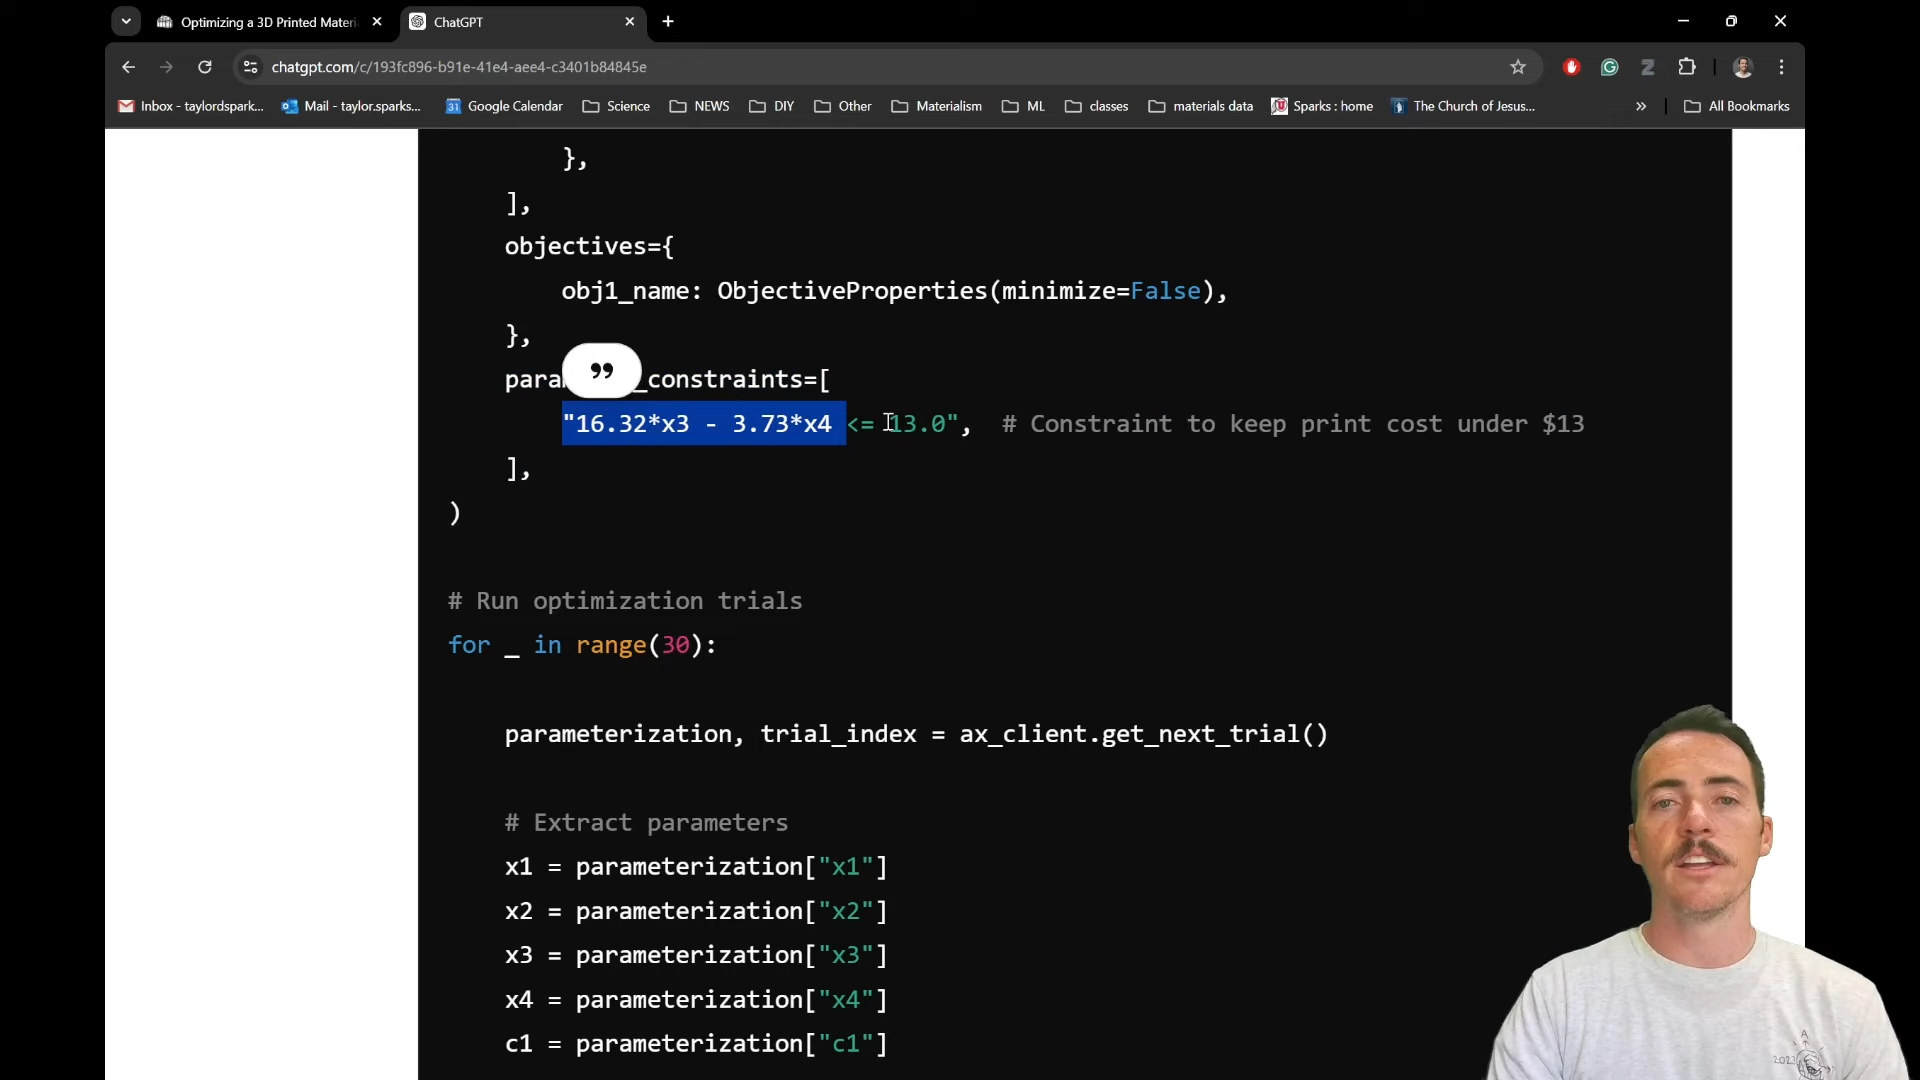 Optimizing a 3D Printed Materi
ChatGPT
chatgpt.com/c/193fc896-b91e-41e4-aee4-c3401b84845e
Inbox - taylordspark... Mail - taylor.sparks... Google Calendar Science NEWS DIY Other Materialism ML classes materials data Sparks : home The Church of Jesus... » All Bookmarks
},
],
objectives={
obj1_name: ObjectiveProperties(minimize=False),
},
para _constraints=[
"16.32*x3 - 3.73*x4 <= 13.0", # Constraint to keep print cost under $13
],
)
# Run optimization trials
for _ in range(30):
parameterization, trial_index = ax_client.get_next_trial()
# Extract parameters
x1 = parameterization["x1"]
x2 = parameterization["x2"]
x3 = parameterization["x3"]
x4 = parameterization["x4"]
c1 = parameterization["c1"]